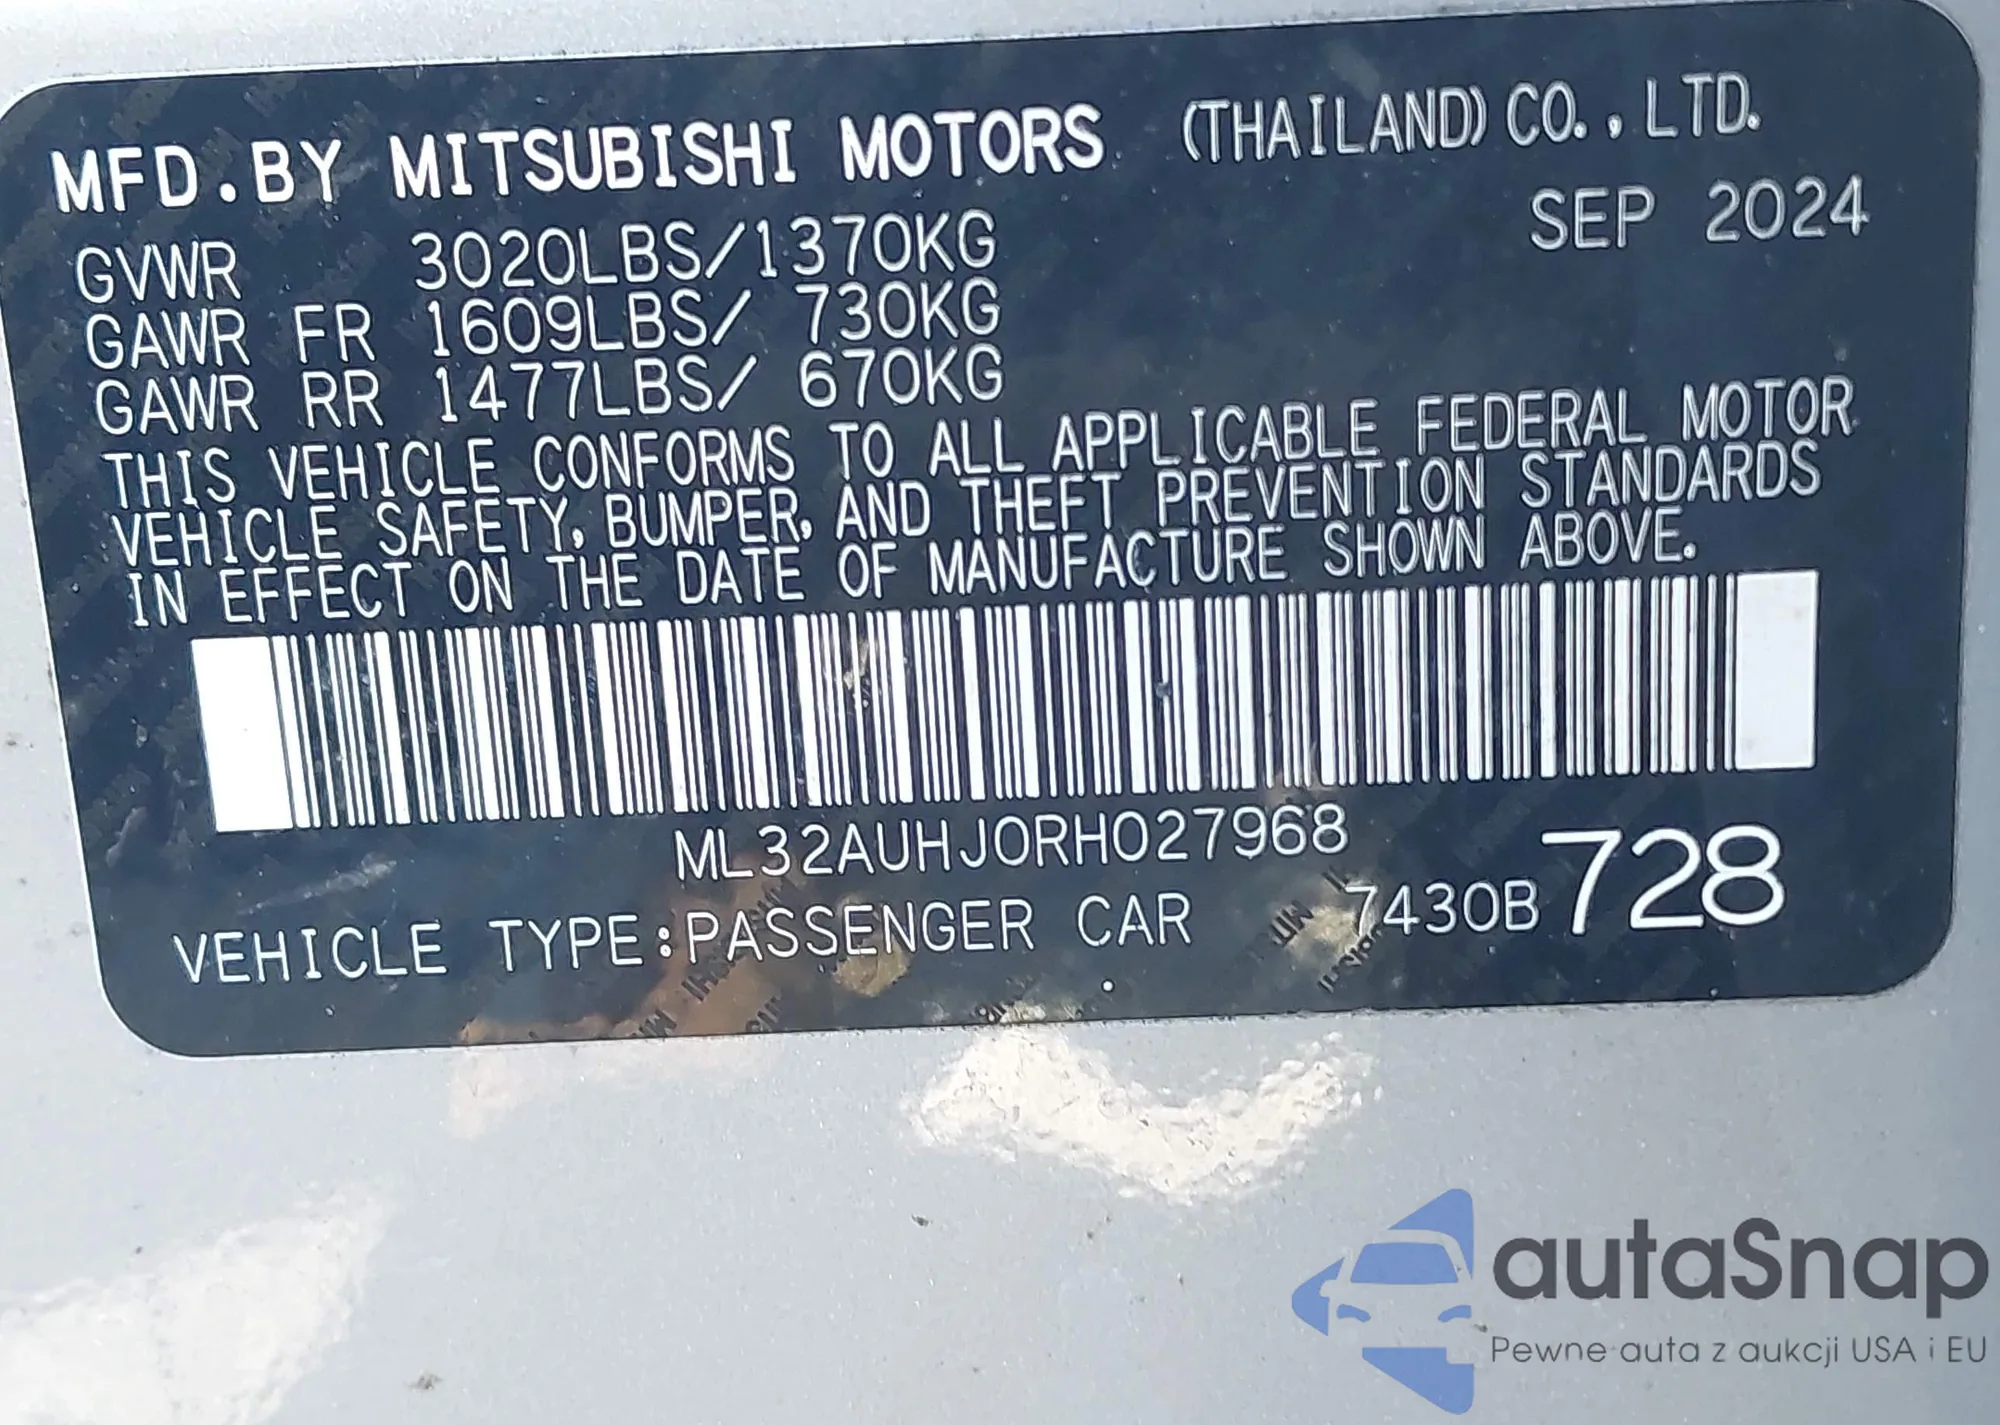 MFD.BY MITSUBISHI MOTORS (THAILAND) CO.,LTD.
SEP 2024
GVWR 3020LBS/1370KG
GAWR FR 1609LBS/ 730KG
GAWR RR 1477LBS/ 670KG
THIS VEHICLE CONFORMS TO ALL APPLICABLE FEDERAL MOTOR
VEHICLE SAFETY, BUMPER, AND THEFT PREVENTION STANDARDS
IN EFFECT ON THE DATE OF MANUFACTURE SHOWN ABOVE.
ML32AUHJ0RH027968
VEHICLE TYPE:PASSENGER CAR 7430B 728
autaSnap
Pewne auta z aukcji USA i EU